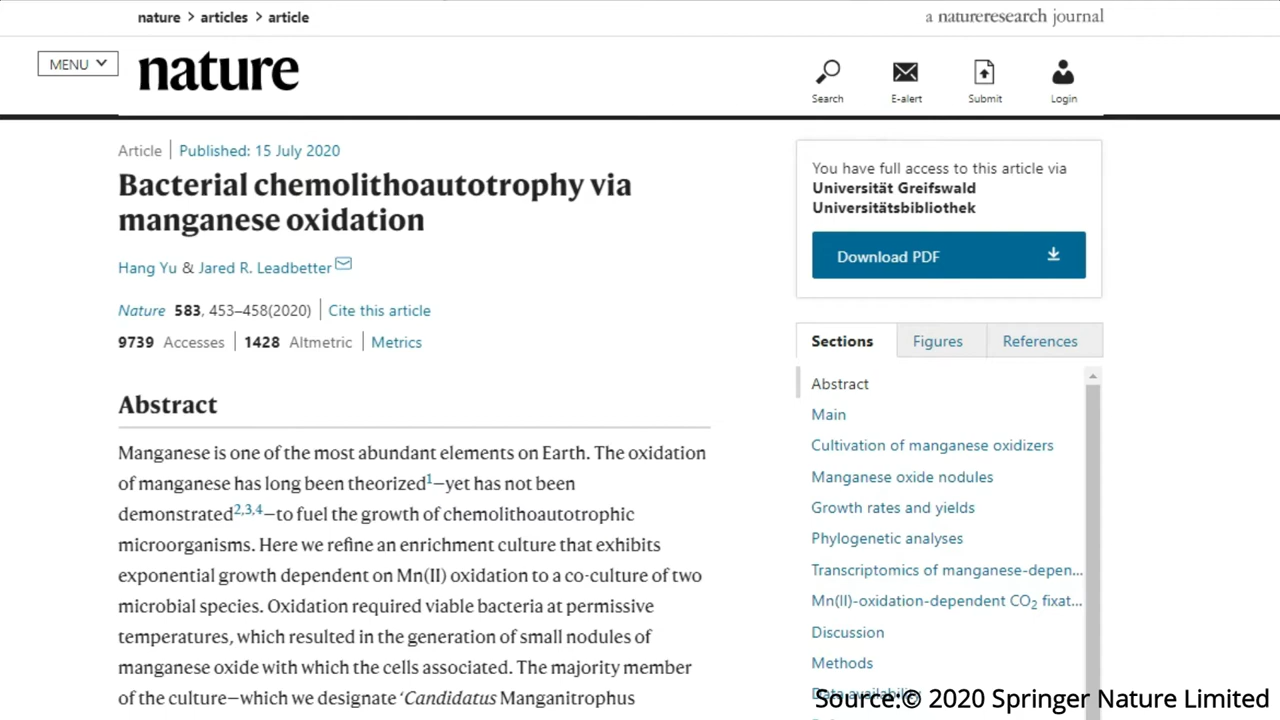 nature > articles > article
a natureresearch journal
MENU
nature
Search
E-alert
Submit
Login
Article | Published: 15 July 2020
Bacterial chemolithoautotrophy via
manganese oxidation
Hang Yu & Jared R. Leadbetter
Nature 583, 453–458(2020) | Cite this article
9739 Accesses | 1428 Altmetric | Metrics
Abstract
Manganese is one of the most abundant elements on Earth. The oxidation
of manganese has long been theorized1—yet has not been
demonstrated2,3,4—to fuel the growth of chemolithoautotrophic
microorganisms. Here we refine an enrichment culture that exhibits
exponential growth dependent on Mn(II) oxidation to a co-culture of two
microbial species. Oxidation required viable bacteria at permissive
temperatures, which resulted in the generation of small nodules of
manganese oxide with which the cells associated. The majority member
of the culture—which we designate ‘Candidatus Manganitrophus
You have full access to this article via
Universität Greifswald
Universitätsbibliothek
Download PDF
Sections
Figures
References
Abstract
Main
Cultivation of manganese oxidizers
Manganese oxide nodules
Growth rates and yields
Phylogenetic analyses
Transcriptomics of manganese-depen...
Mn(II)-oxidation-dependent CO2 fixat...
Discussion
Methods
Data availability
Source:© 2020 Springer Nature Limited